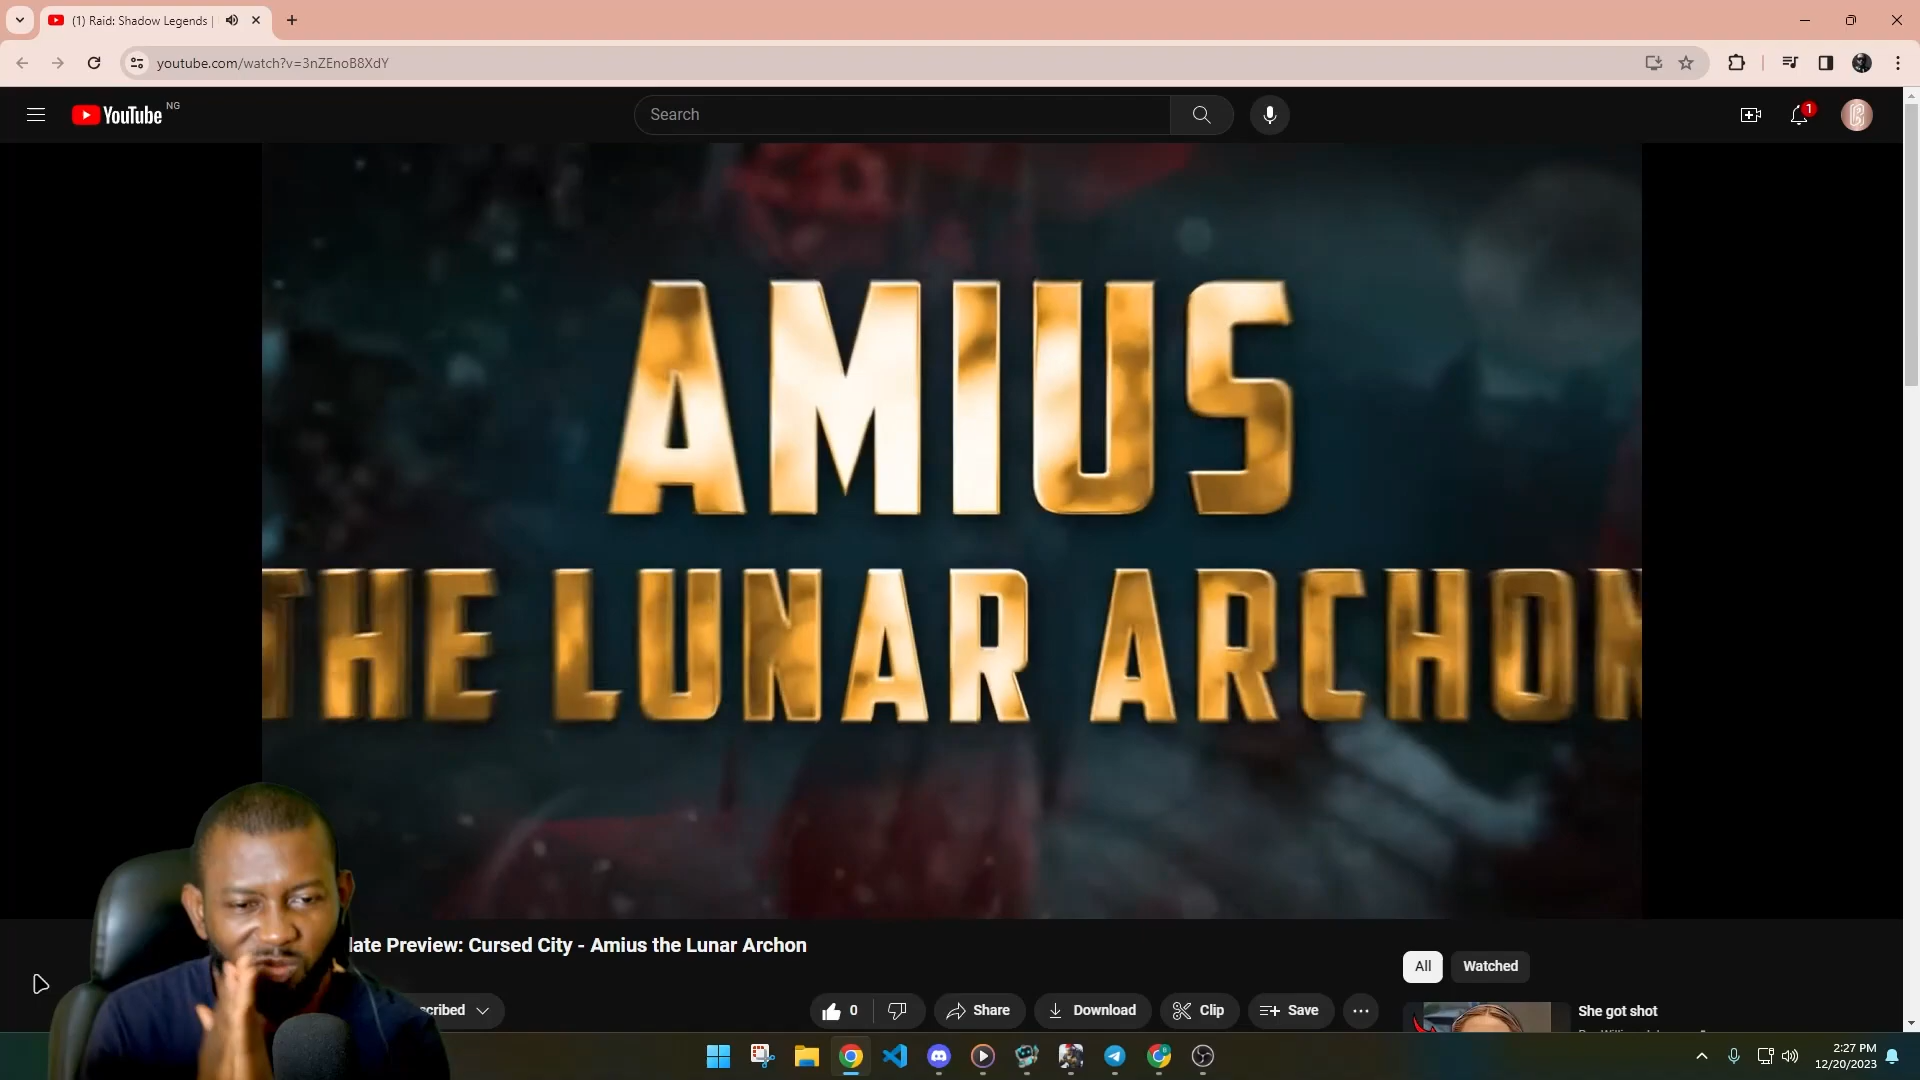 (1) Raid: Shadow Legends |
youtube.com/watch?v=3nZEnoB8XdY
YouTube NG
Search
1
AMIUS
THE LUNAR ARCHON
late Preview: Cursed City - Amius the Lunar Archon
All
Watched
scribed
0
Share
Download
Clip
Save
She got shot
2:27 PM
12/20/2023